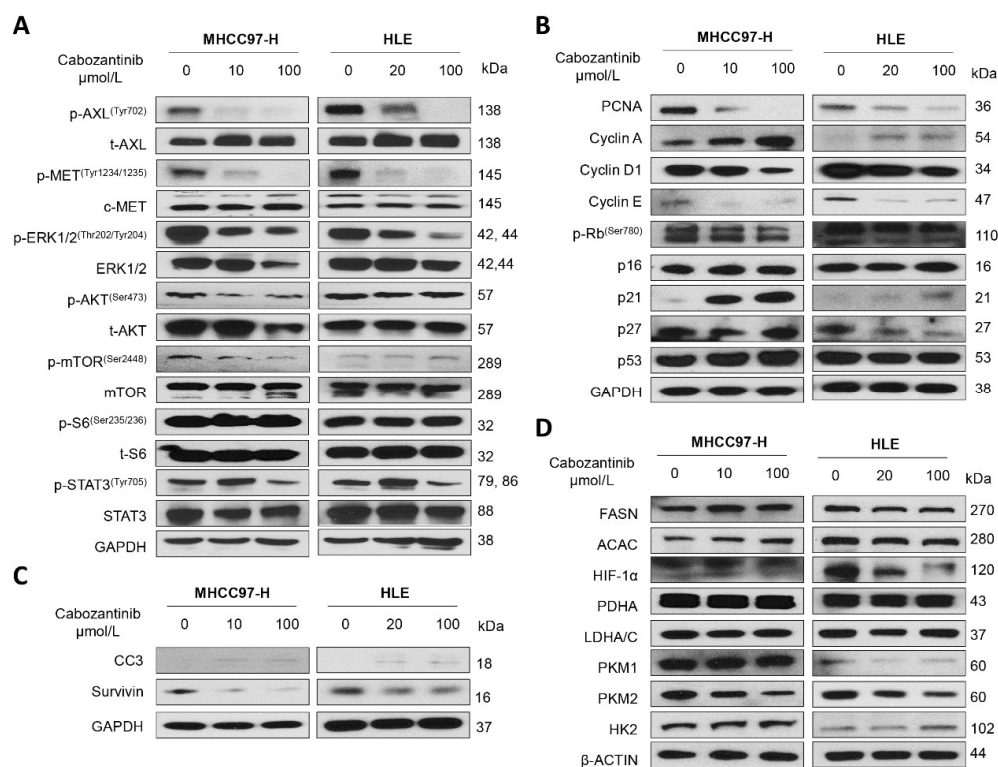 A
MHCC97-H HLE
Cabozantinib µmol/L 0 10 100 0 20 100 kDa
p-AXL(Tyr702) 138
t-AXL 138
p-MET(Tyr1234/1235) 145
c-MET 145
p-ERK1/2(Thr202/Tyr204) 42, 44
ERK1/2 42,44
p-AKT(Ser473) 57
t-AKT 57
p-mTOR(Ser2448) 289
mTOR 289
p-S6(Ser235/236) 32
t-S6 32
p-STAT3(Tyr705) 79, 86
STAT3 88
GAPDH 38
B
MHCC97-H HLE
Cabozantinib µmol/L 0 10 100 0 20 100 kDa
PCNA 36
Cyclin A 54
Cyclin D1 34
Cyclin E 47
p-Rb(Ser780) 110
p16 16
p21 21
p27 27
p53 53
GAPDH 38
C
MHCC97-H HLE
Cabozantinib µmol/L 0 10 100 0 20 100 kDa
CC3 18
Survivin 16
GAPDH 37
D
MHCC97-H HLE
Cabozantinib µmol/L 0 10 100 0 20 100 kDa
FASN 270
ACAC 280
HIF-1α 120
PDHA 43
LDHA/C 37
PKM1 60
PKM2 60
HK2 102
β-ACTIN 44